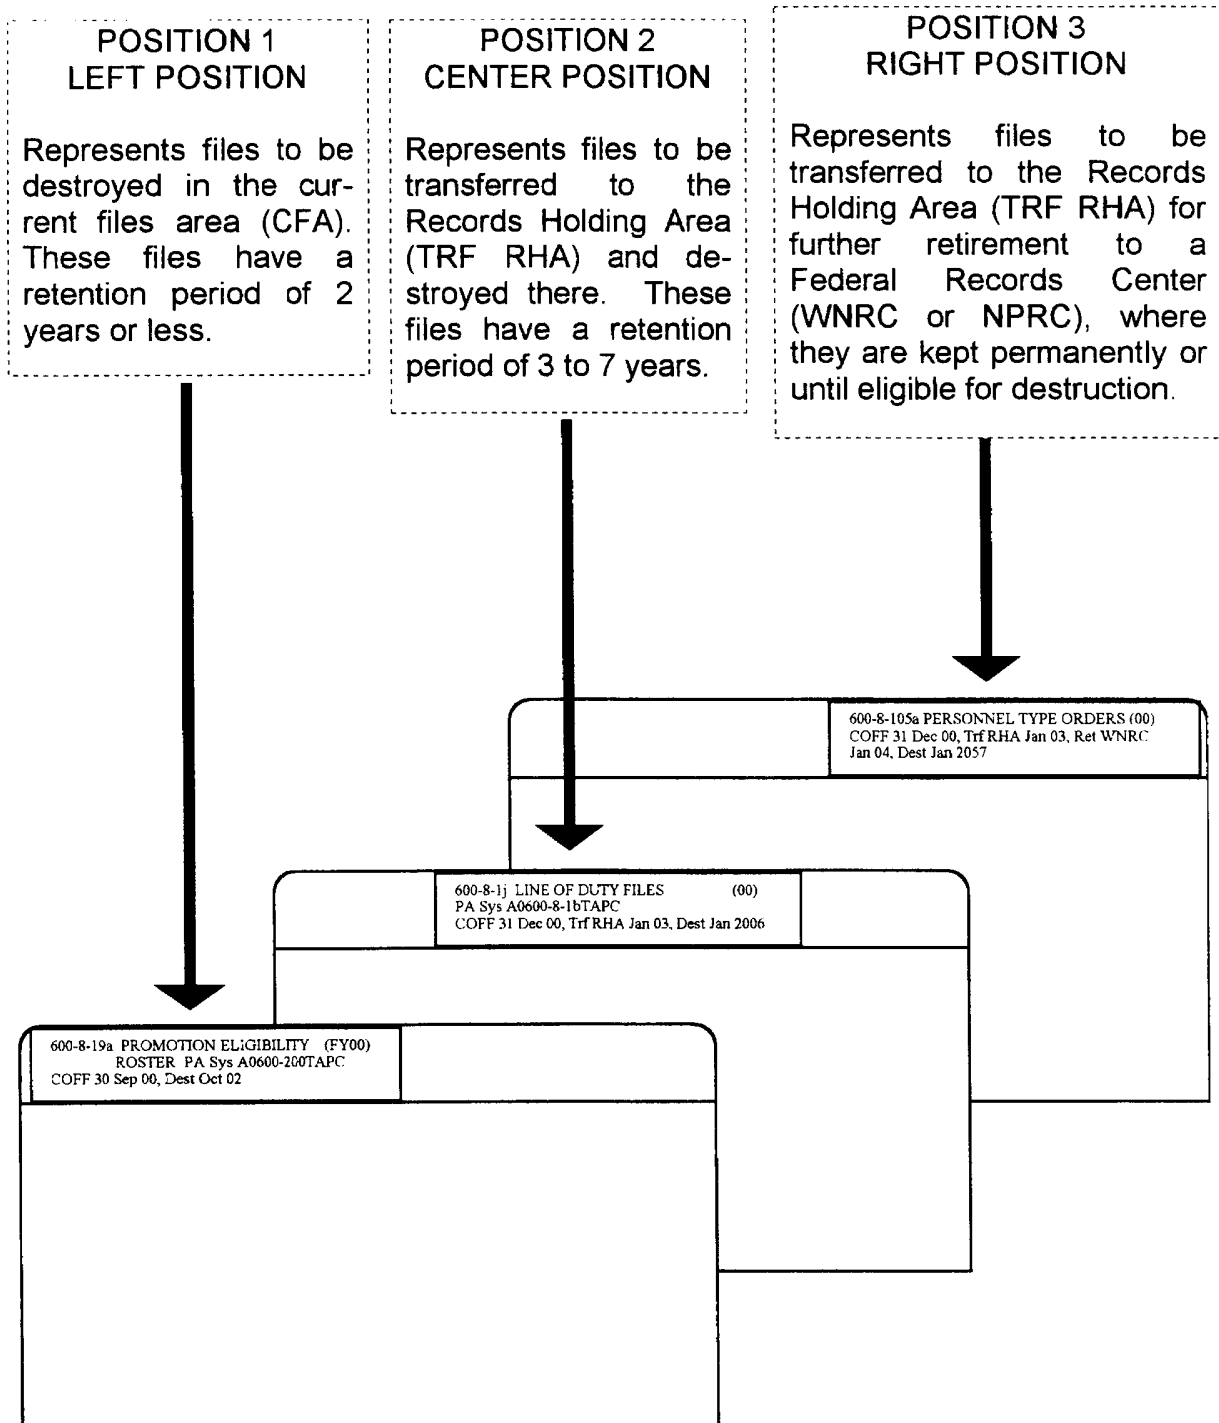 POSITION 1
LEFT POSITION
Represents files to be
destroyed in the cur-
rent files area (CFA).
These files have a
retention period of 2
years or less.
POSITION 2
CENTER POSITION
Represents files to be
transferred to the
Records Holding Area
(TRF RHA) and de-
stroyed there. These
files have a retention
period of 3 to 7 years.
POSITION 3
RIGHT POSITION
Represents files to be
transferred to the Records
Holding Area (TRF RHA) for
further retirement to a
Federal Records Center
(WNRC or NPRC), where
they are kept permanently or
until eligible for destruction.
600-8-105a PERSONNEL TYPE ORDERS (00)
COFF 31 Dec 00, Trf RHA Jan 03, Ret WNRC
Jan 04, Dest Jan 2057
600-8-1j LINE OF DUTY FILES (00)
PA Sys A0600-8-1bTAPC
COFF 31 Dec 00, Trf RHA Jan 03, Dest Jan 2006
600-8-19a PROMOTION ELIGIBILITY (FY00)
ROSTER PA Sys A0600-200TAPC
COFF 30 Sep 00, Dest Oct 02